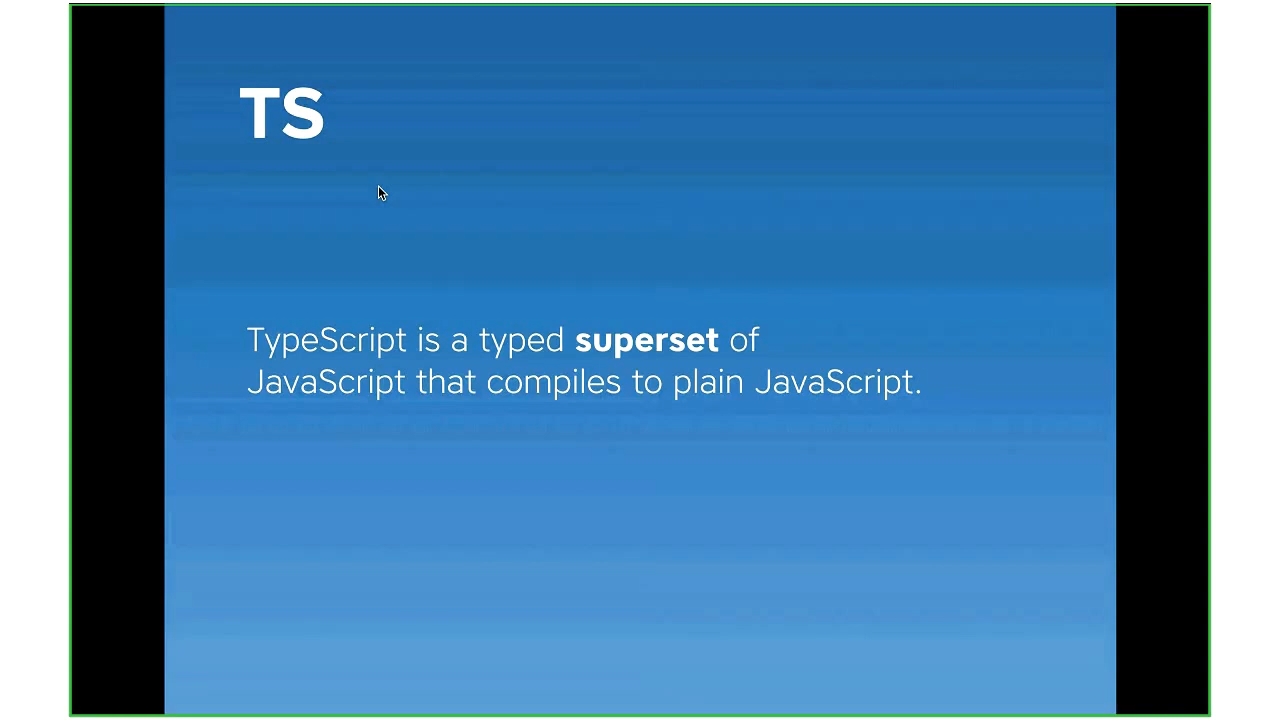 TS
TypeScript is a typed superset of
JavaScript that compiles to plain JavaScript.